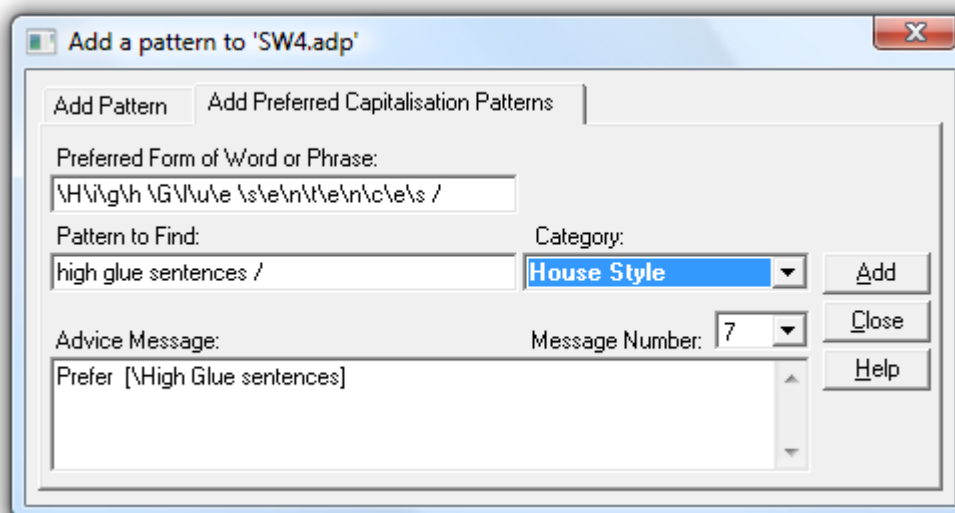 Add a pattern to 'SW4.adp'
Add Pattern
Add Preferred Capitalisation Patterns
Preferred Form of Word or Phrase:
\H\i\g\h \G\l\u\e \s\e\n\t\e\n\c\e\s /
Pattern to Find:
Category:
high glue sentences /
House Style
Add
Advice Message:
Message Number:
7
Close
Prefer  [\High Glue sentences]
Help